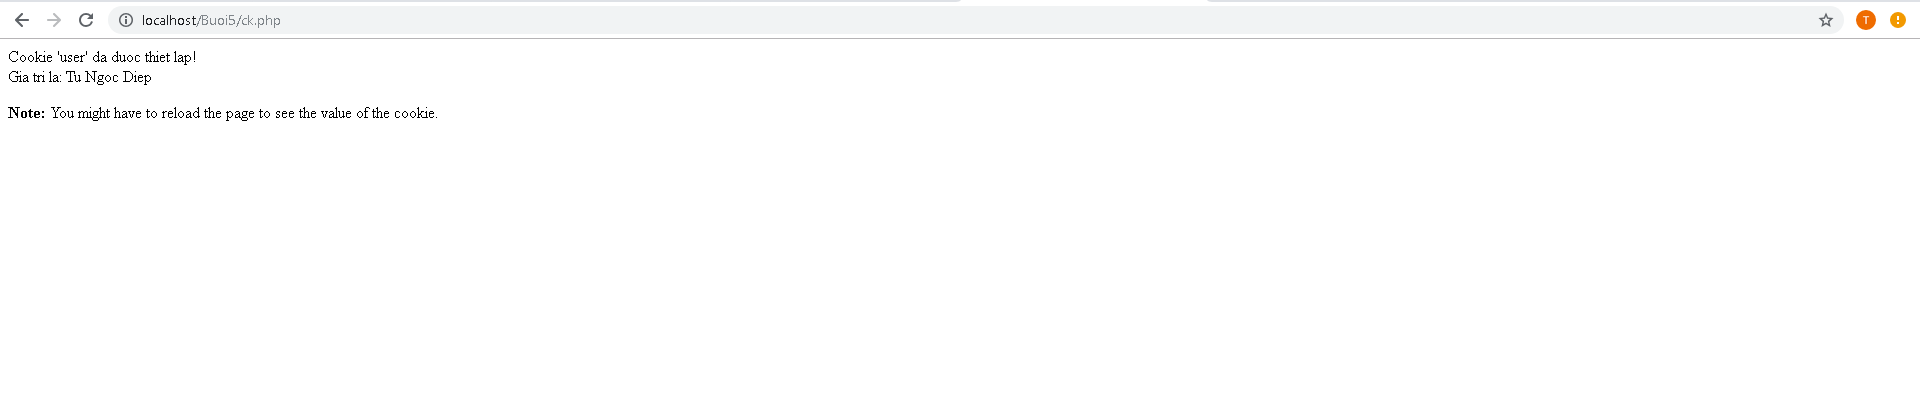 localhost/Buoi5/ck.php
T
Cookie 'user' da duoc thiet lap!
Gia tri la: Tu Ngoc Diep
Note: You might have to reload the page to see the value of the cookie.